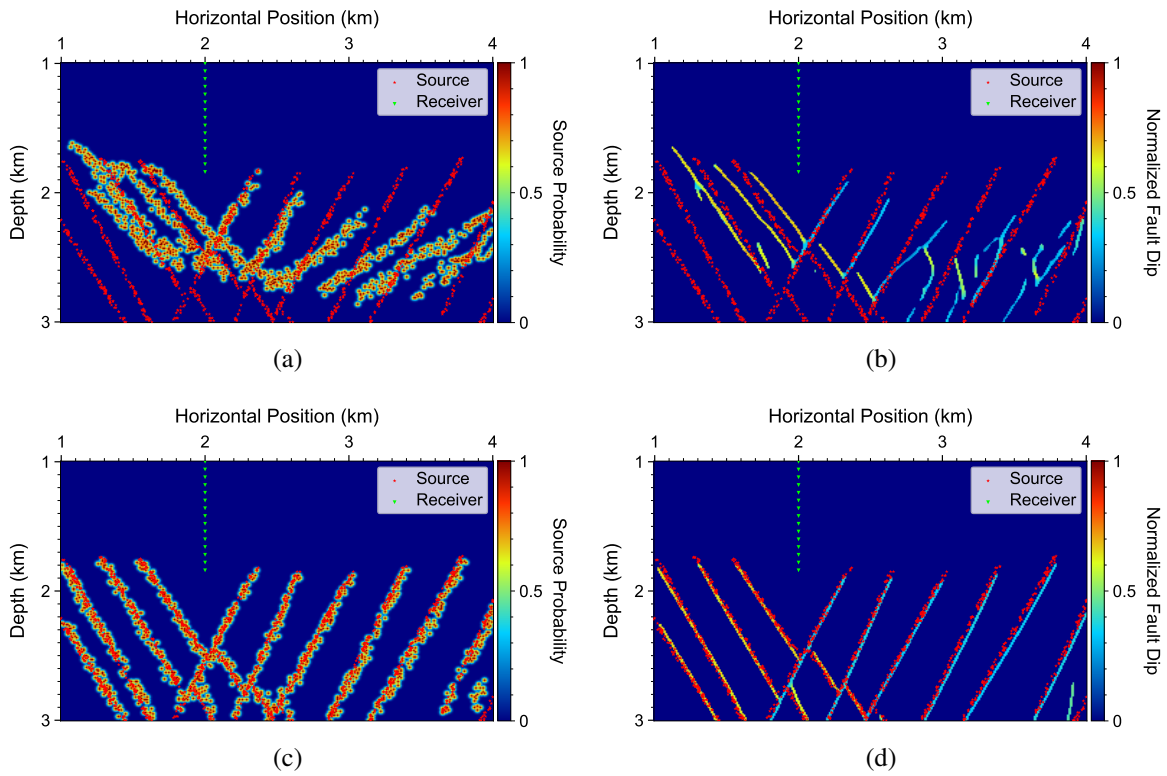 Horizontal Position (km)
1 2 3 4
1
2
3
Depth (km)
Source
Receiver
1
0.5
0
Source Probability
(a)
Horizontal Position (km)
1 2 3 4
1
2
3
Depth (km)
Source
Receiver
1
0.5
0
Normalized Fault Dip
(b)
Horizontal Position (km)
1 2 3 4
1
2
3
Depth (km)
Source
Receiver
1
0.5
0
Source Probability
(c)
Horizontal Position (km)
1 2 3 4
1
2
3
Depth (km)
Source
Receiver
1
0.5
0
Normalized Fault Dip
(d)